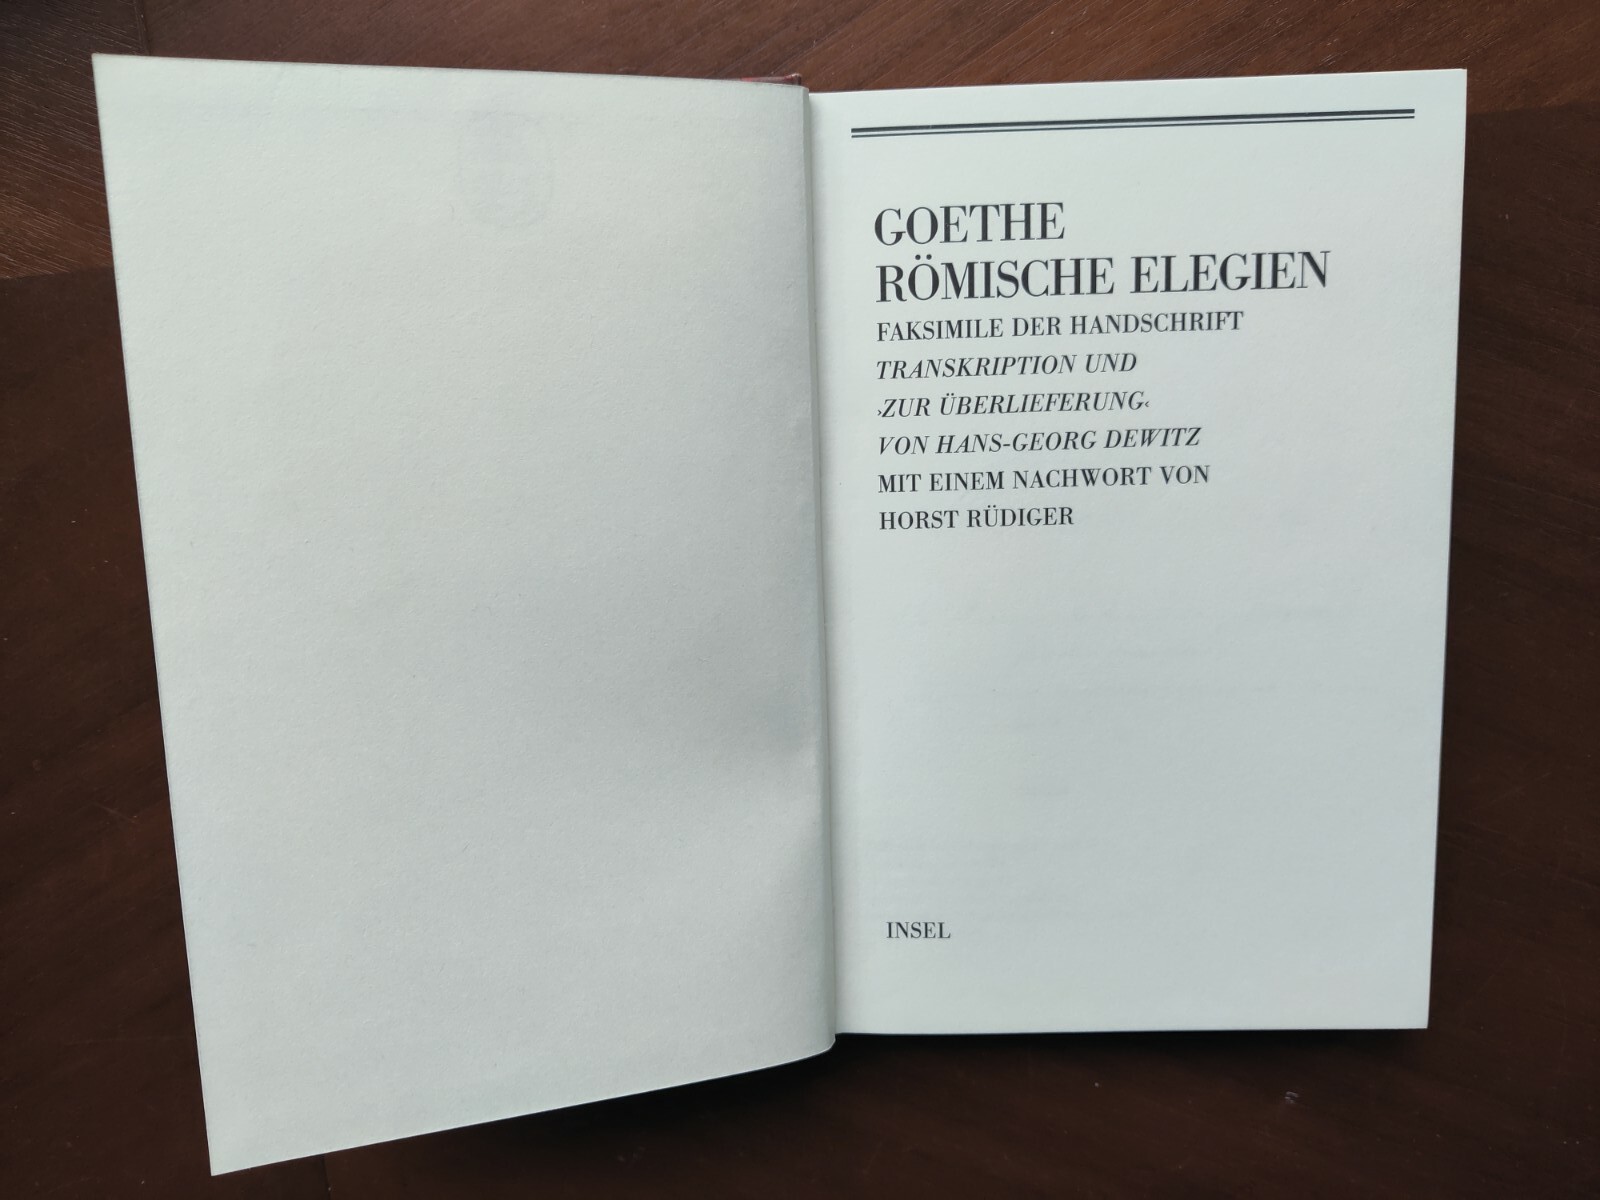 GOETHE
RÖMISCHE ELEGIEN
FAKSIMILE DER HANDSCHRIFT
TRANSKRIPTION UND
›ZUR ÜBERLIEFERUNG‹
VON HANS-GEORG DEWITZ
MIT EINEM NACHWORT VON
HORST RÜDIGER
INSEL